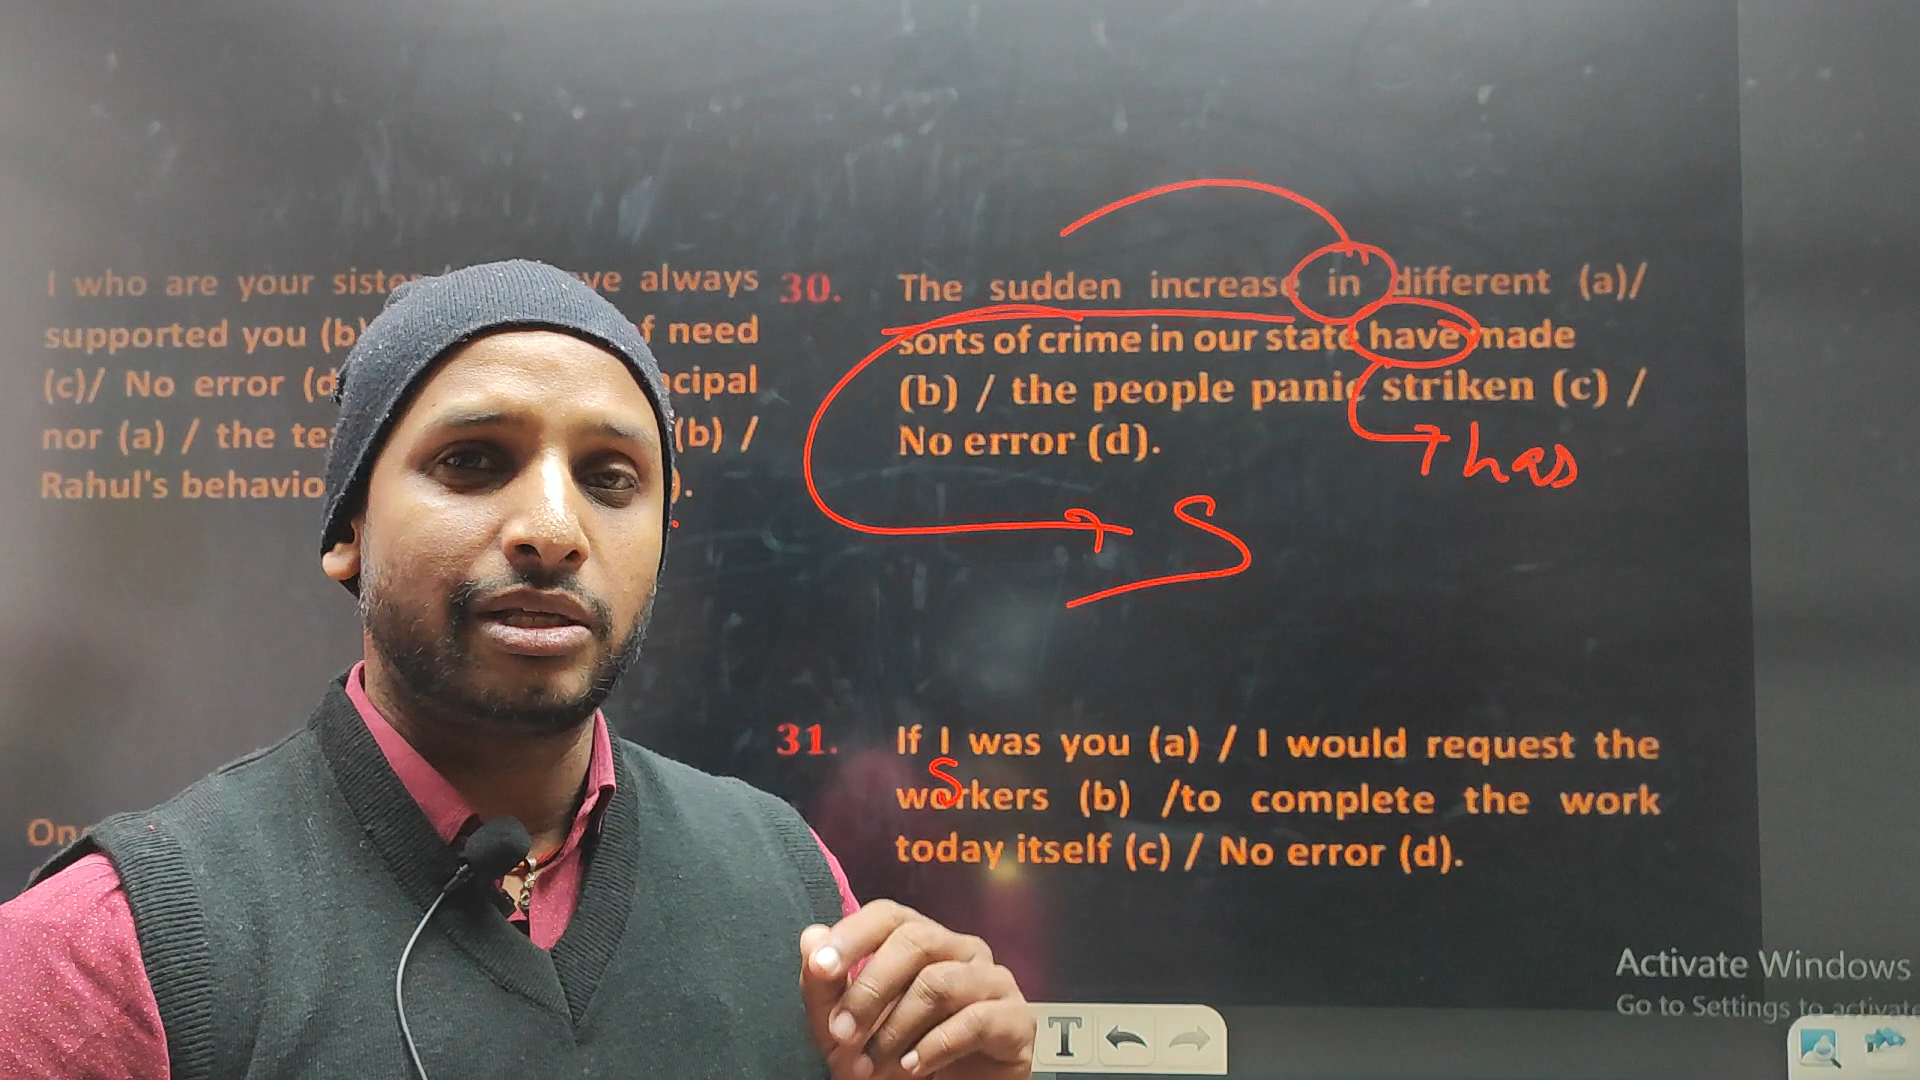 I who are your sister ve always
supported you (b) f need
(c)/ No error (d ncipal
nor (a) / the tea (b) /
Rahul's behavio ).
On
30. The sudden increase in different (a)/
sorts of crime in our state have made
(b) / the people panic striken (c) /
No error (d).
has
S
31. If I was you (a) / I would request the
S
workers (b) /to complete the work
today itself (c) / No error (d).
Activate Windows
Go to Settings to activate
T